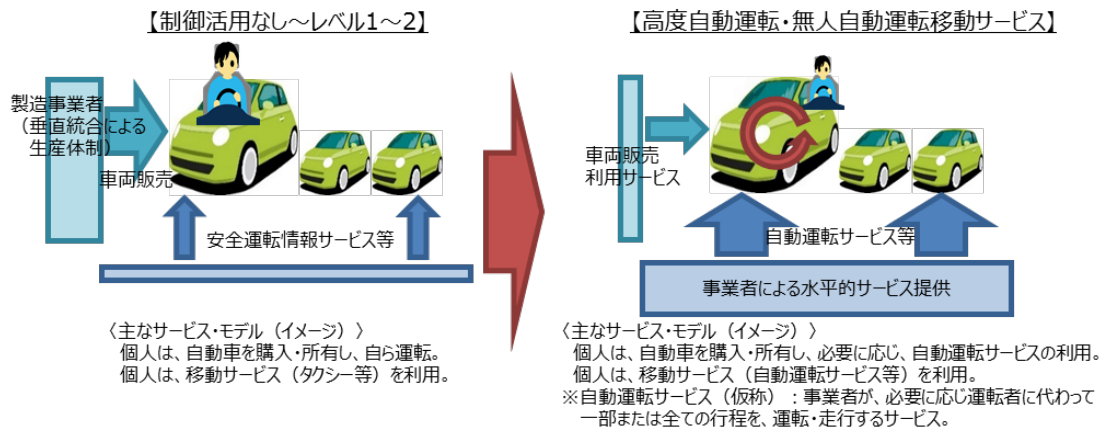 【制御活用なし～レベル1～2】
製造事業者
（垂直統合による
生産体制）
車両販売
安全運転情報サービス等
〈主なサービス・モデル（イメージ）〉
個人は、自動車を購入・所有し、自ら運転。
個人は、移動サービス（タクシー等）を利用。
【高度自動運転・無人自動運転移動サービス】
車両販売
利用サービス
自動運転サービス等
事業者による水平的サービス提供
〈主なサービス・モデル（イメージ）〉
個人は、自動車を購入・所有し、必要に応じ、自動運転サービスの利用。
個人は、移動サービス（自動運転サービス等）を利用。
※自動運転サービス（仮称）：事業者が、必要に応じ運転者に代わって
一部または全ての行程を、運転・走行するサービス。